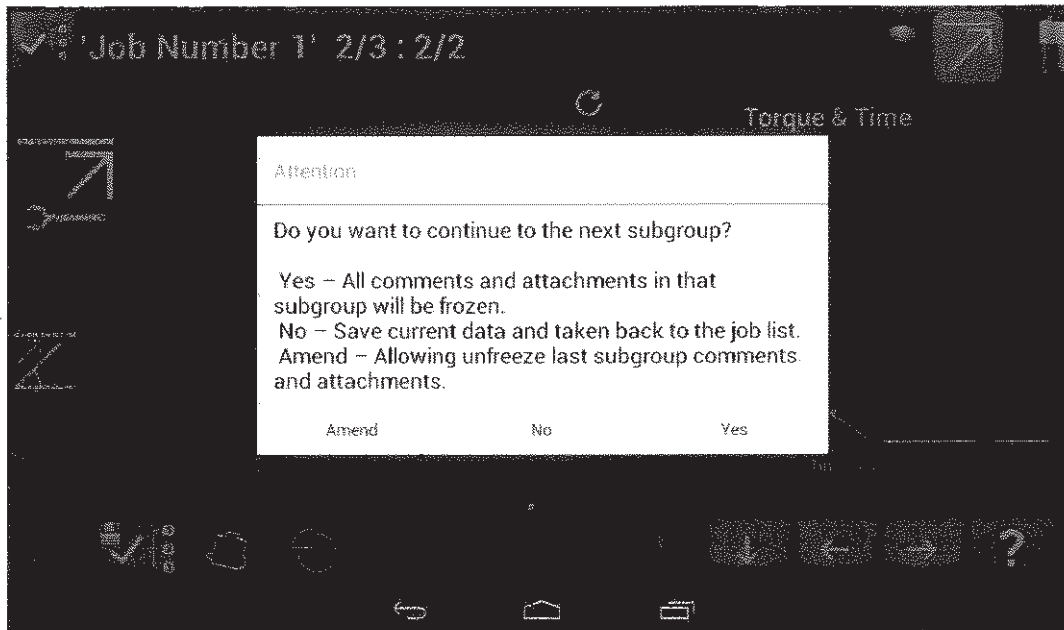 'Job Number 1' 2/3 : 2/2
Torque & Time
Attention
Do you want to continue to the next subgroup?
Yes – All comments and attachments in that
subgroup will be frozen.
No – Save current data and taken back to the job list.
Amend – Allowing unfreeze last subgroup comments
and attachments.
Amend No Yes
?